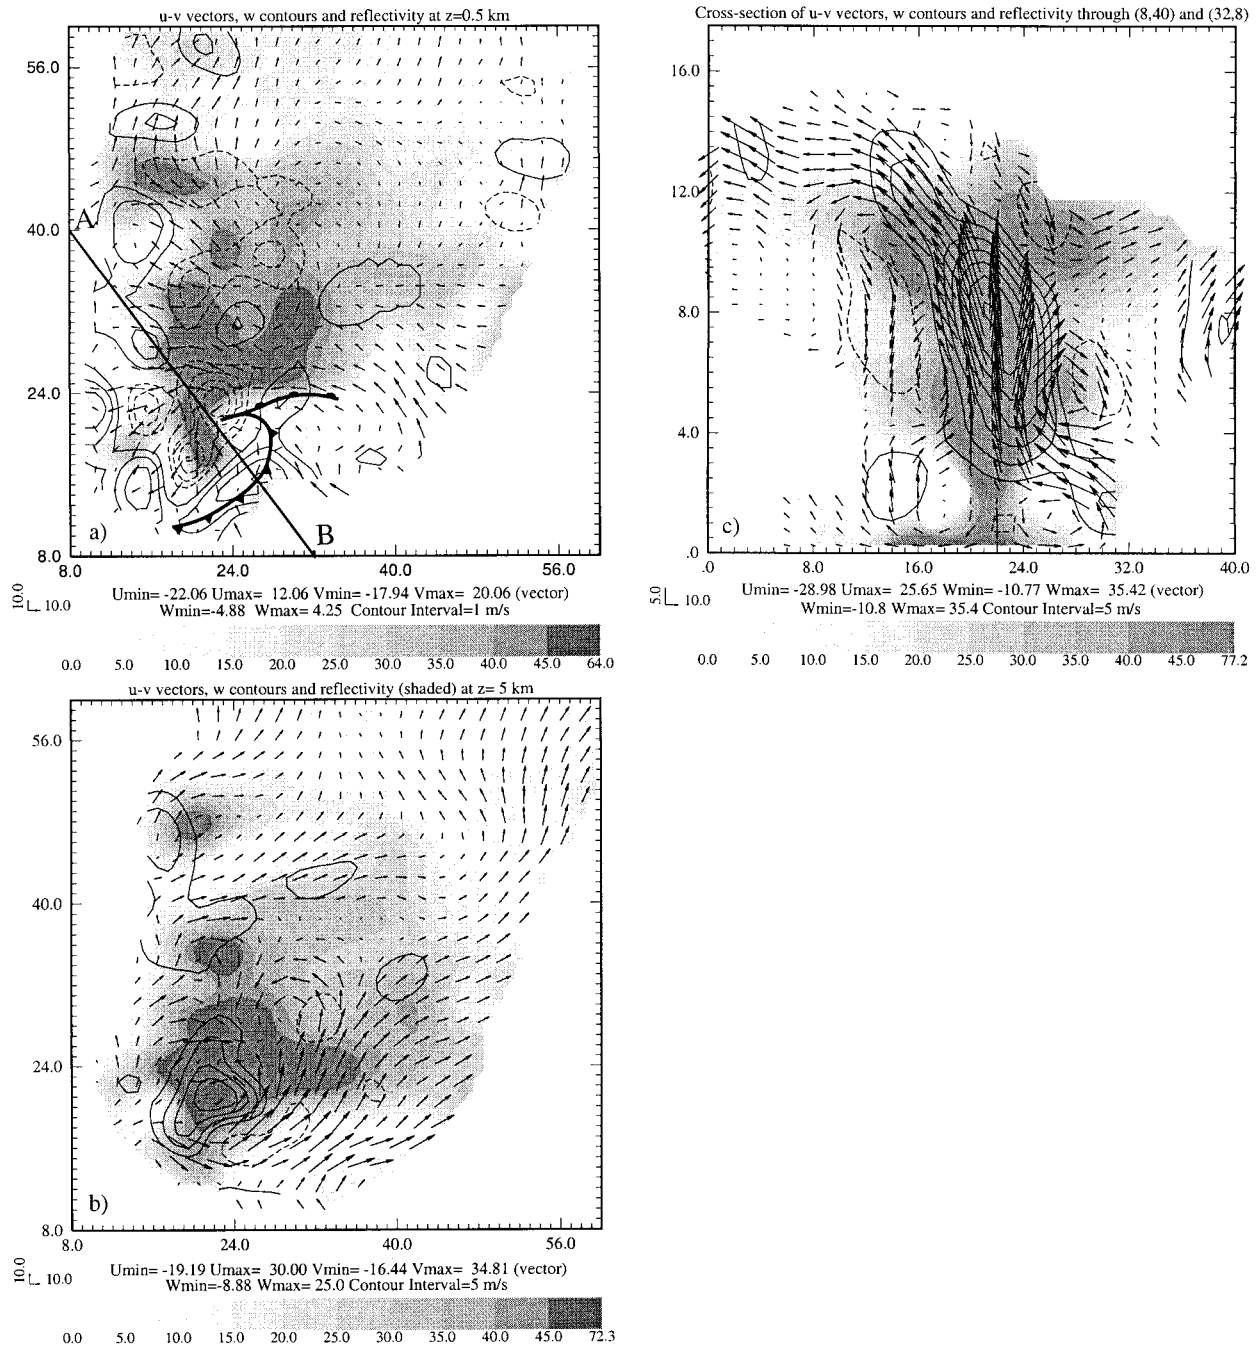 u-v vectors, w contours and reflectivity at z=0.5 km
56.0
40.0
24.0
8.0
A
B
a)
8.0 24.0 40.0 56.0
10.0
10.0
Umin= -22.06 Umax= 12.06 Vmin= -17.94 Vmax= 20.06 (vector)
Wmin=-4.88 Wmax= 4.25 Contour Interval=1 m/s
0.0 5.0 10.0 15.0 20.0 25.0 30.0 35.0 40.0 45.0 64.0
Cross-section of u-v vectors, w contours and reflectivity through (8,40) and (32,8)
16.0
12.0
8.0
4.0
.0
c)
.0 8.0 16.0 24.0 32.0 40.0
5.0
10.0
Umin= -28.98 Umax= 25.65 Wmin= -10.77 Wmax= 35.42 (vector)
Wmin=-10.8 Wmax= 35.4 Contour Interval=5 m/s
0.0 5.0 10.0 15.0 20.0 25.0 30.0 35.0 40.0 45.0 77.2
u-v vectors, w contours and reflectivity (shaded) at z= 5 km
56.0
40.0
24.0
8.0
b)
8.0 24.0 40.0 56.0
10.0
10.0
Umin= -19.19 Umax= 30.00 Vmin= -16.44 Vmax= 34.81 (vector)
Wmin=-8.88 Wmax= 25.0 Contour Interval=5 m/s
0.0 5.0 10.0 15.0 20.0 25.0 30.0 35.0 40.0 45.0 72.3